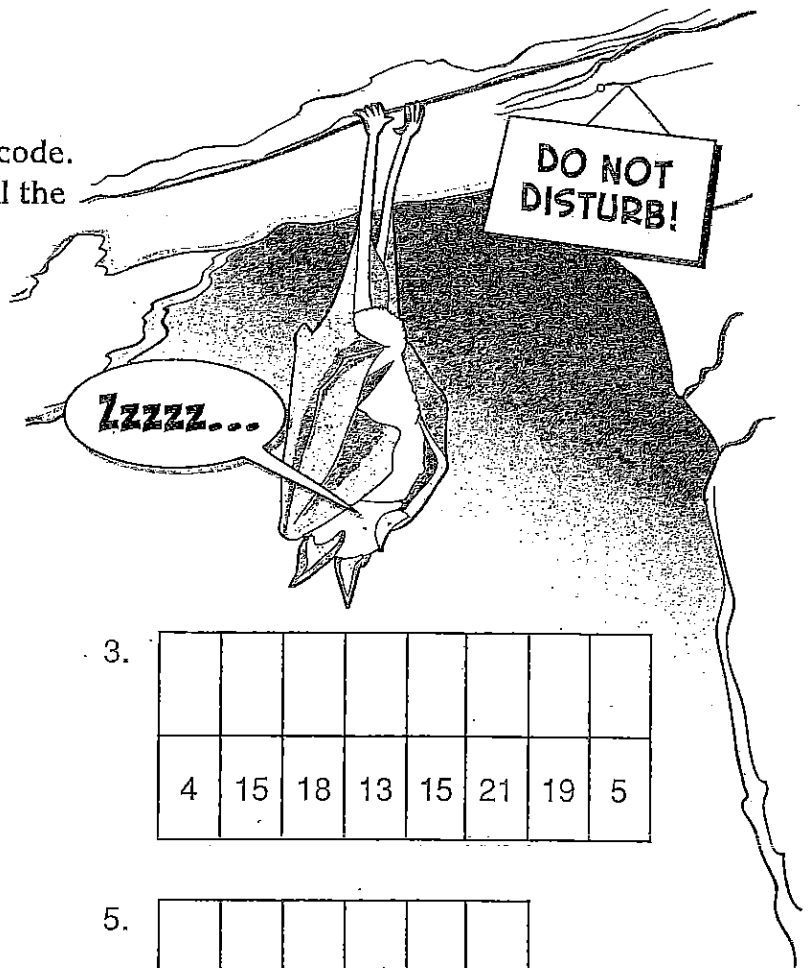 code.
l the
DO NOT
DISTURB!
Zzzzz...
3.
4 15 18 13 15 21 19 5
5.